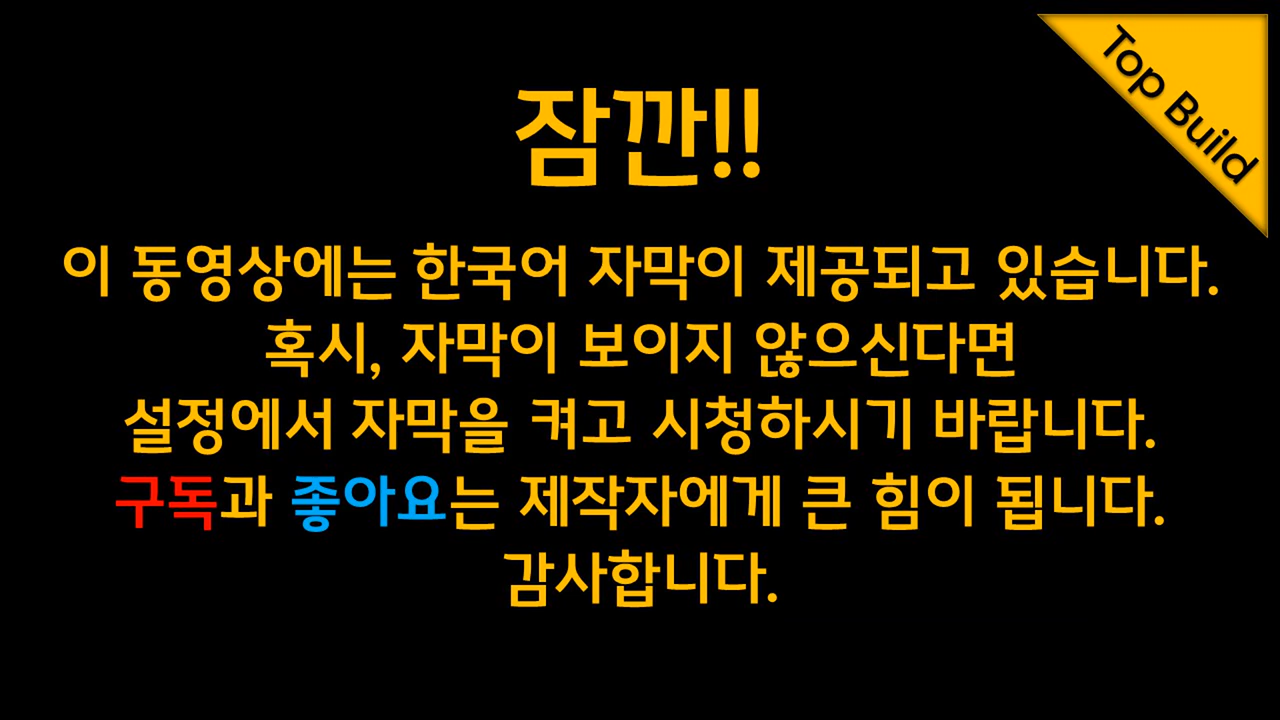 Top Build
잠깐!!
이 동영상에는 한국어 자막이 제공되고 있습니다.
혹시, 자막이 보이지 않으신다면
설정에서 자막을 켜고 시청하시기 바랍니다.
구독과 좋아요는 제작자에게 큰 힘이 됩니다.
감사합니다.